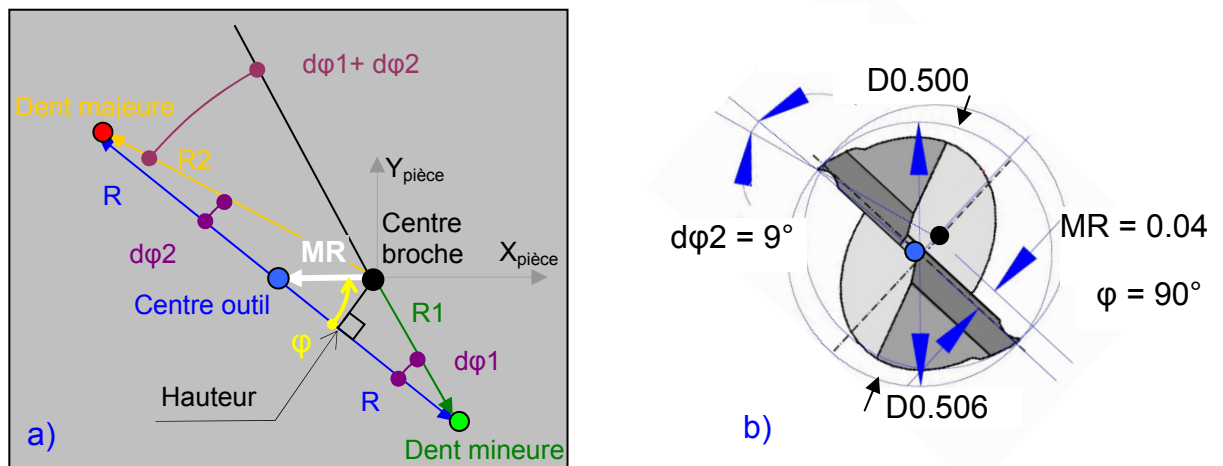 dφ1+ dφ2
Dent majeure
R2
R
Y pièce
Centre
broche
MR
X pièce
dφ2
Centre outil
R1
φ
dφ1
Hauteur
R
a)
Dent mineure
D0.500
dφ2 = 9°
MR = 0.04
φ = 90°
D0.506
b)